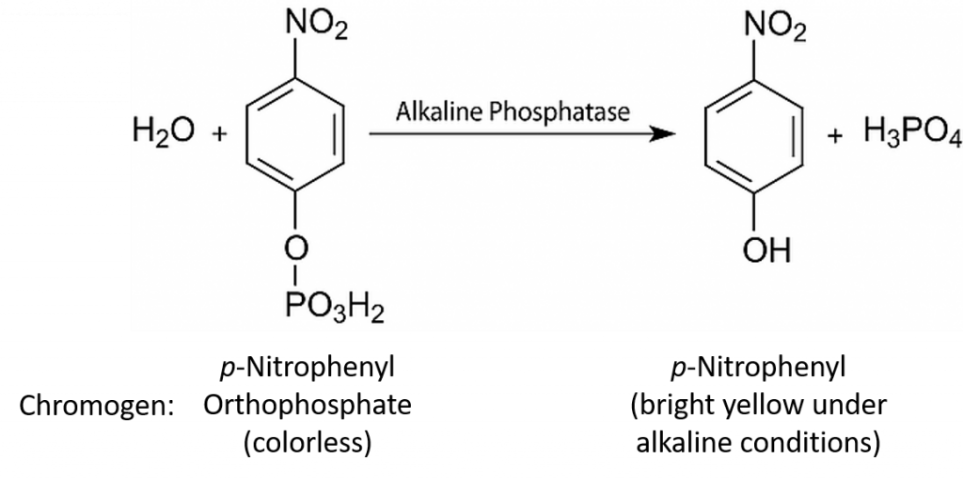 NO₂
NO₂
H₂O +
Alkaline Phosphatase
+ H₃PO₄
O
OH
PO₃H₂
p-Nitrophenyl
p-Nitrophenyl
Chromogen: Orthophosphate
(bright yellow under
(colorless)
alkaline conditions)